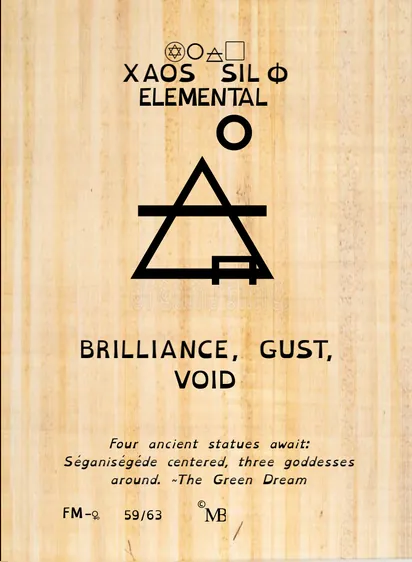 XAOS SIL Φ
ELEMENTAL
BRILLIANCE, GUST,
VOID
Four ancient statues await:
Séganiségéde centered, three goddesses
around. ~The Green Dream
FM-♀ 59/63 © MB